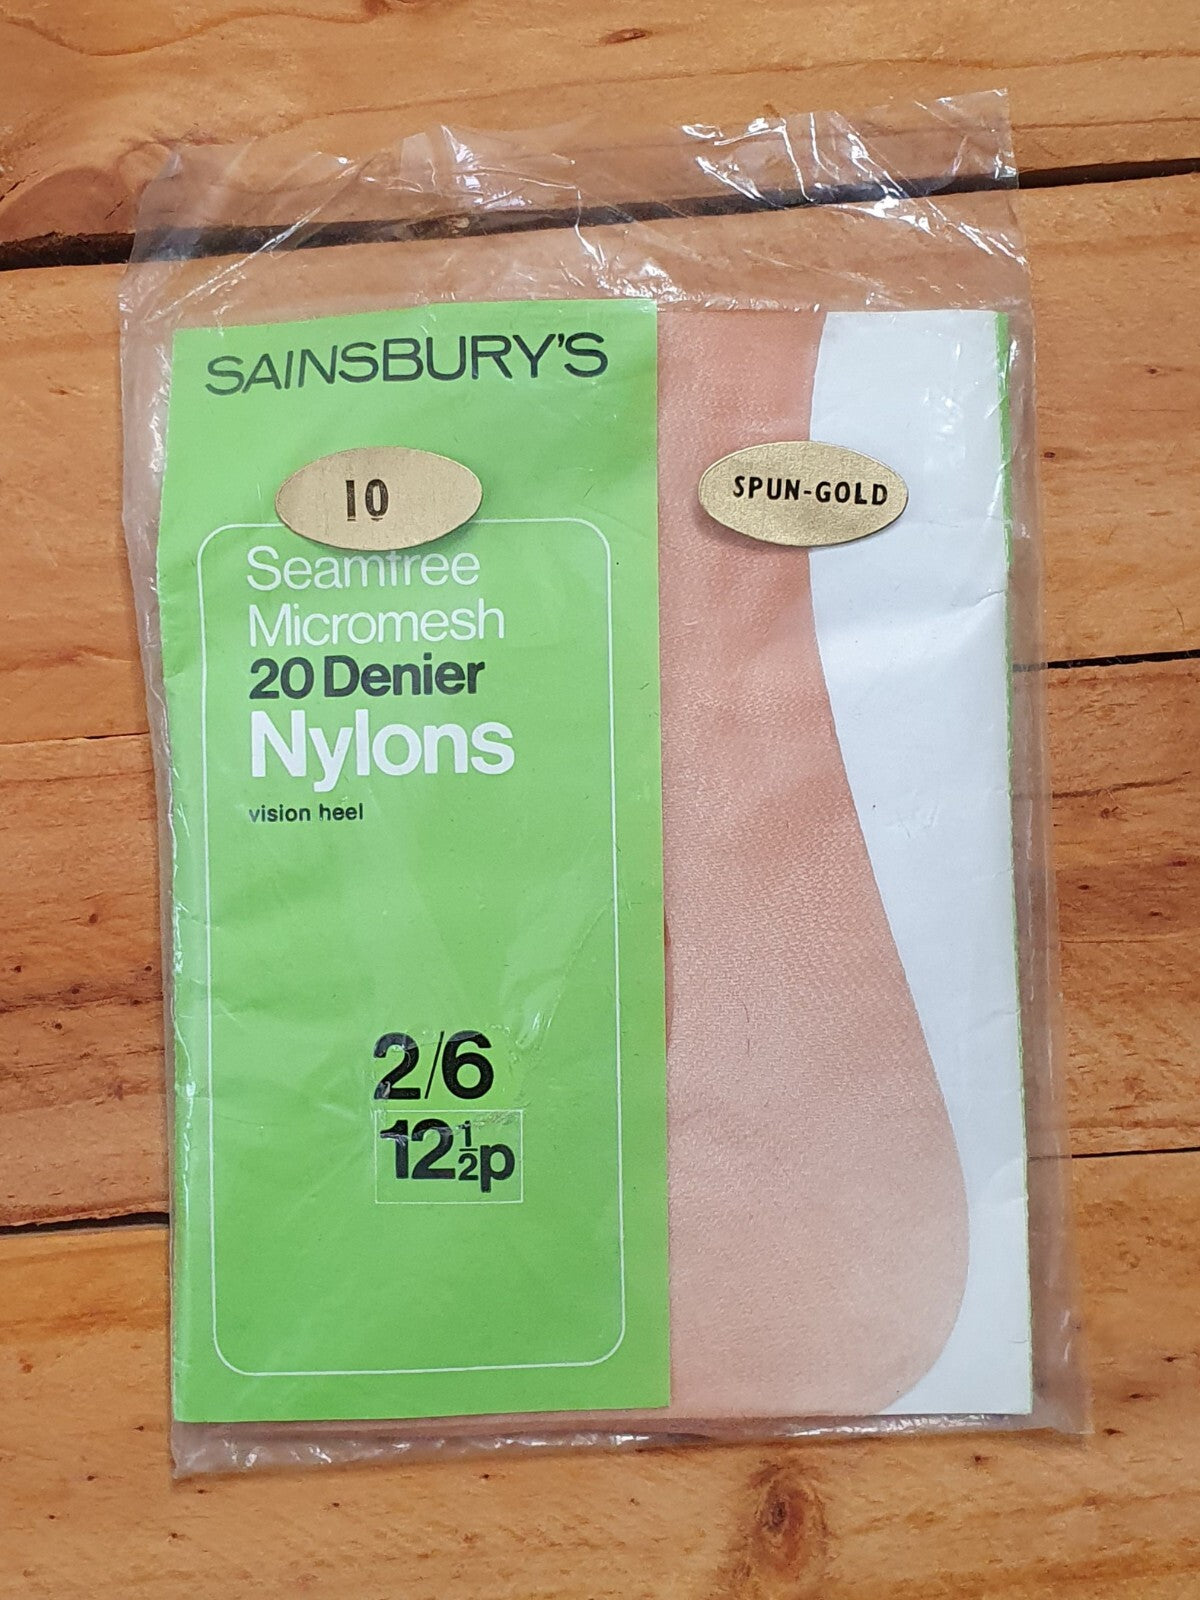 SAINSBURY'S
10
SPUN-GOLD
Seamfree
Micromesh
20 Denier
Nylons
vision heel
2/6
12½p